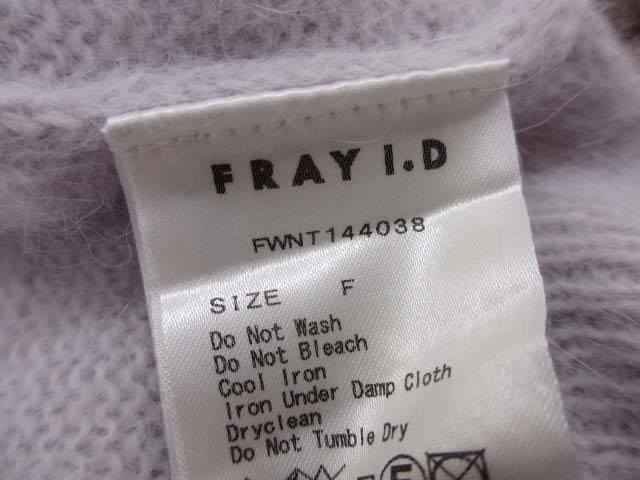 FRAY I.D
FWNT144038
SIZE F
Do Not Wash
Do Not Bleach
Cool Iron
Iron Under Damp Cloth
Dryclean
Do Not Tumble Dry
F